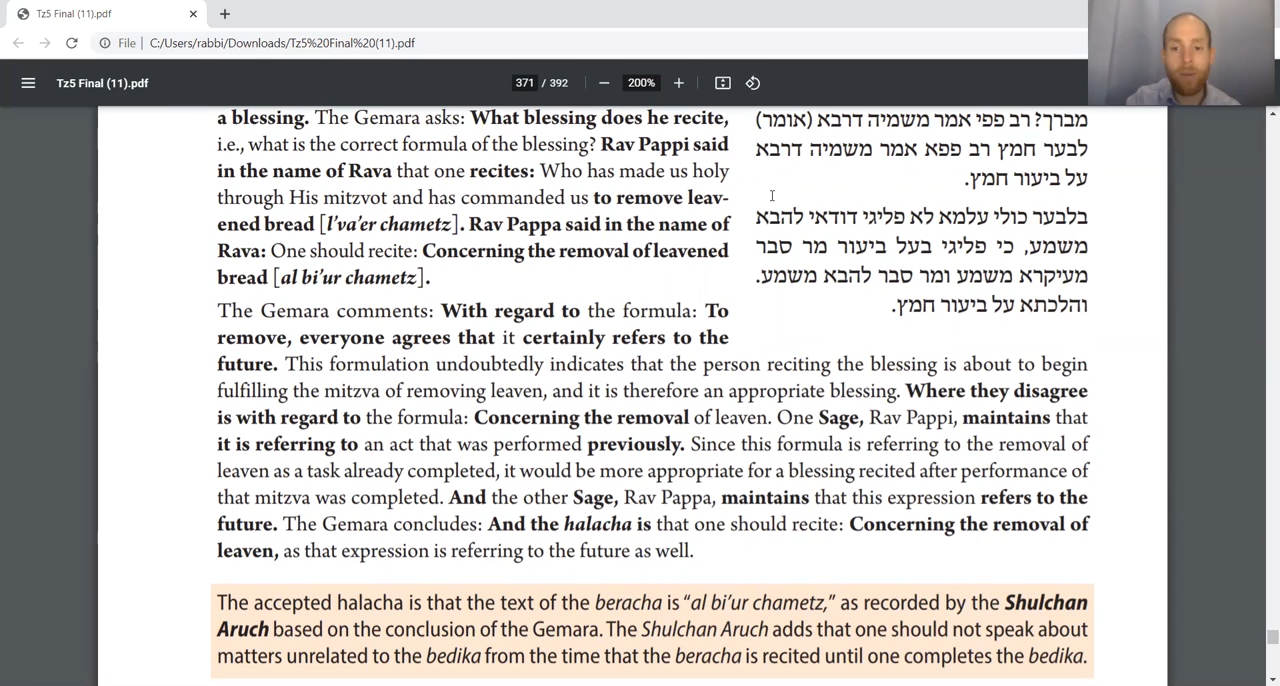 Tz5 Final (11).pdf
File
C:/Users/rabbi/Downloads/Tz5%20Final%20(11).pdf
Tz5 Final (11).pdf
371 / 392
200%
a blessing. The Gemara asks: What blessing does he recite,
i.e., what is the correct formula of the blessing? Rav Pappi said
in the name of Rava that one recites: Who has made us holy
through His mitzvot and has commanded us to remove leav-
ened bread [l’va’er chametz]. Rav Pappa said in the name of
Rava: One should recite: Concerning the removal of leavened
bread [al bi’ur chametz].
מברך? רב פפי אמר משמיה דרבא (אומר)
לבער חמץ רב פפא אמר משמיה דרבא
על ביעור חמץ.
בלבער כולי עלמא לא פליגי דודאי להבא
משמע, כי פליגי בעל ביעור מר סבר
מעיקרא משמע ומר סבר להבא משמע.
והלכתא על ביעור חמץ.
The Gemara comments: With regard to the formula: To
remove, everyone agrees that it certainly refers to the
future. This formulation undoubtedly indicates that the person reciting the blessing is about to begin
fulfilling the mitzva of removing leaven, and it is therefore an appropriate blessing. Where they disagree
is with regard to the formula: Concerning the removal of leaven. One Sage, Rav Pappi, maintains that
it is referring to an act that was performed previously. Since this formula is referring to the removal of
leaven as a task already completed, it would be more appropriate for a blessing recited after performance of
that mitzva was completed. And the other Sage, Rav Pappa, maintains that this expression refers to the
future. The Gemara concludes: And the halacha is that one should recite: Concerning the removal of
leaven, as that expression is referring to the future as well.
The accepted halacha is that the text of the beracha is “al bi’ur chametz,” as recorded by the Shulchan
Aruch based on the conclusion of the Gemara. The Shulchan Aruch adds that one should not speak about
matters unrelated to the bedika from the time that the beracha is recited until one completes the bedika.